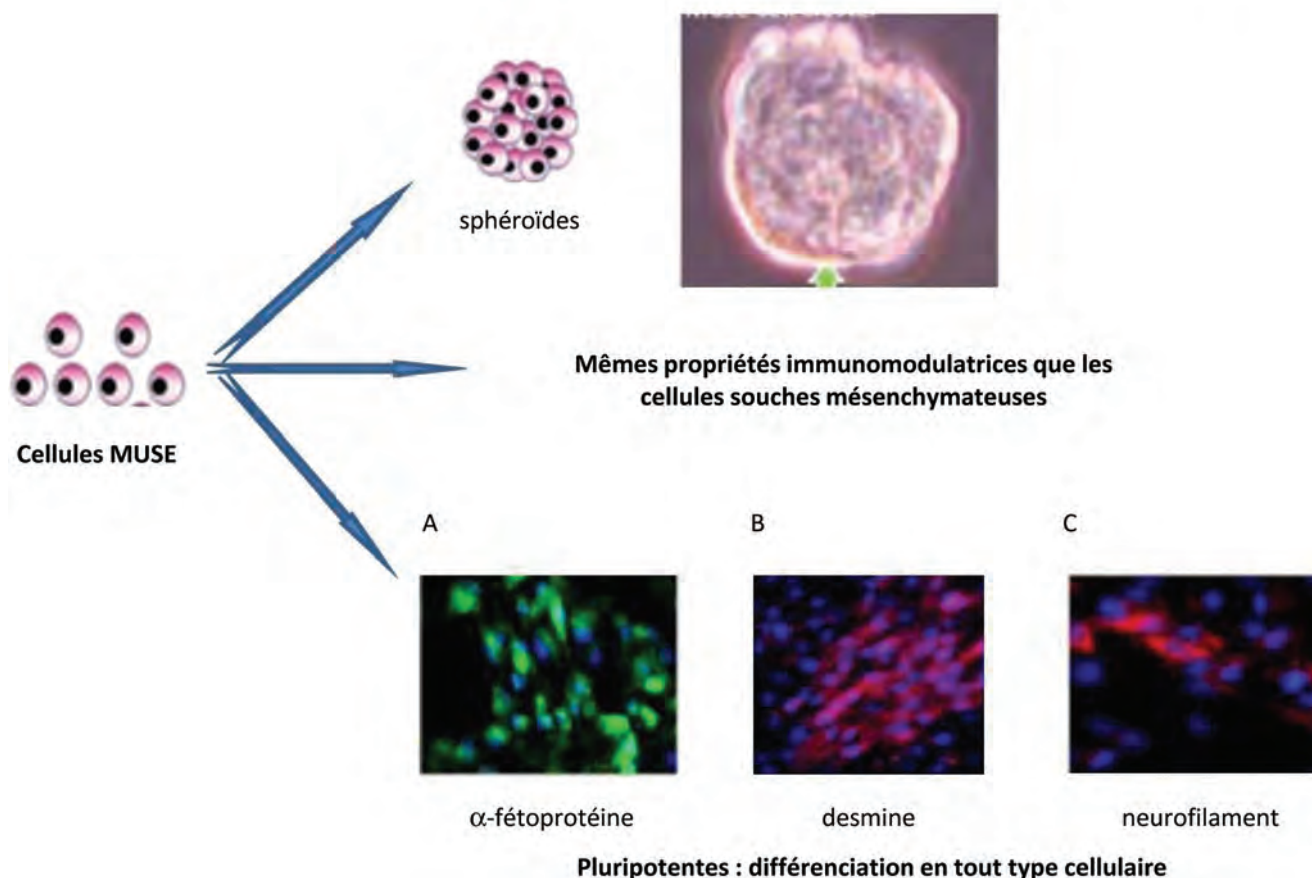 sphéroïdes
Mêmes propriétés immunomodulatrices que les
cellules souches mésenchymateuses
Cellules MUSE
A B C
α-fétoprotéine desmine neurofilament
Pluripotentes : différenciation en tout type cellulaire